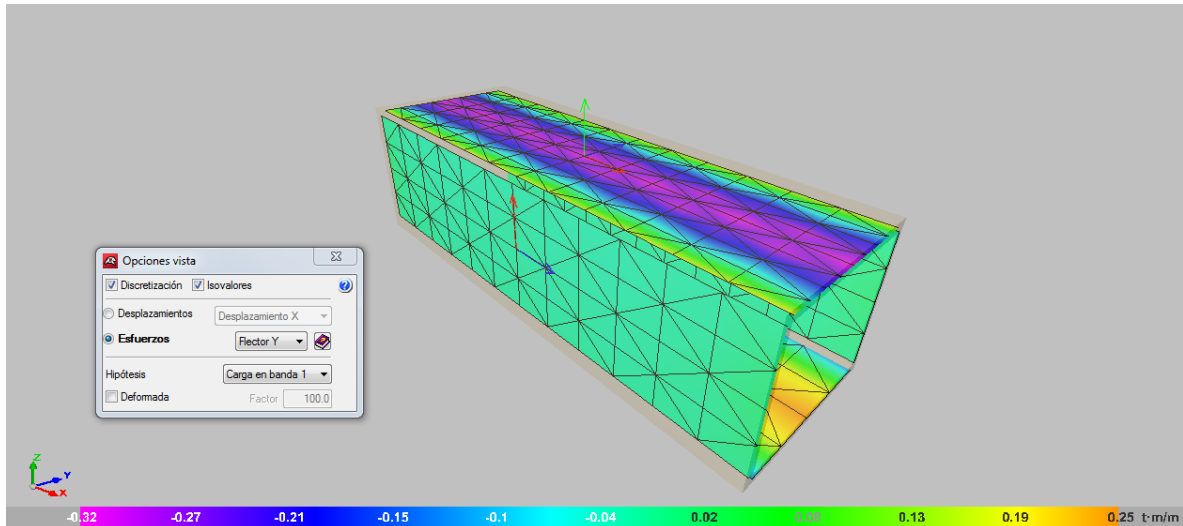 Opciones vista
Discretización Isovalores
Desplazamientos Desplazamiento X
Esfuerzos Flector Y
Hipótesis Carga en banda 1
Deformada Factor 100.0
Z
Y
X
-0.32 -0.27 -0.21 -0.15 -0.1 -0.04 0.02 0.13 0.19 0.25 t·m/m